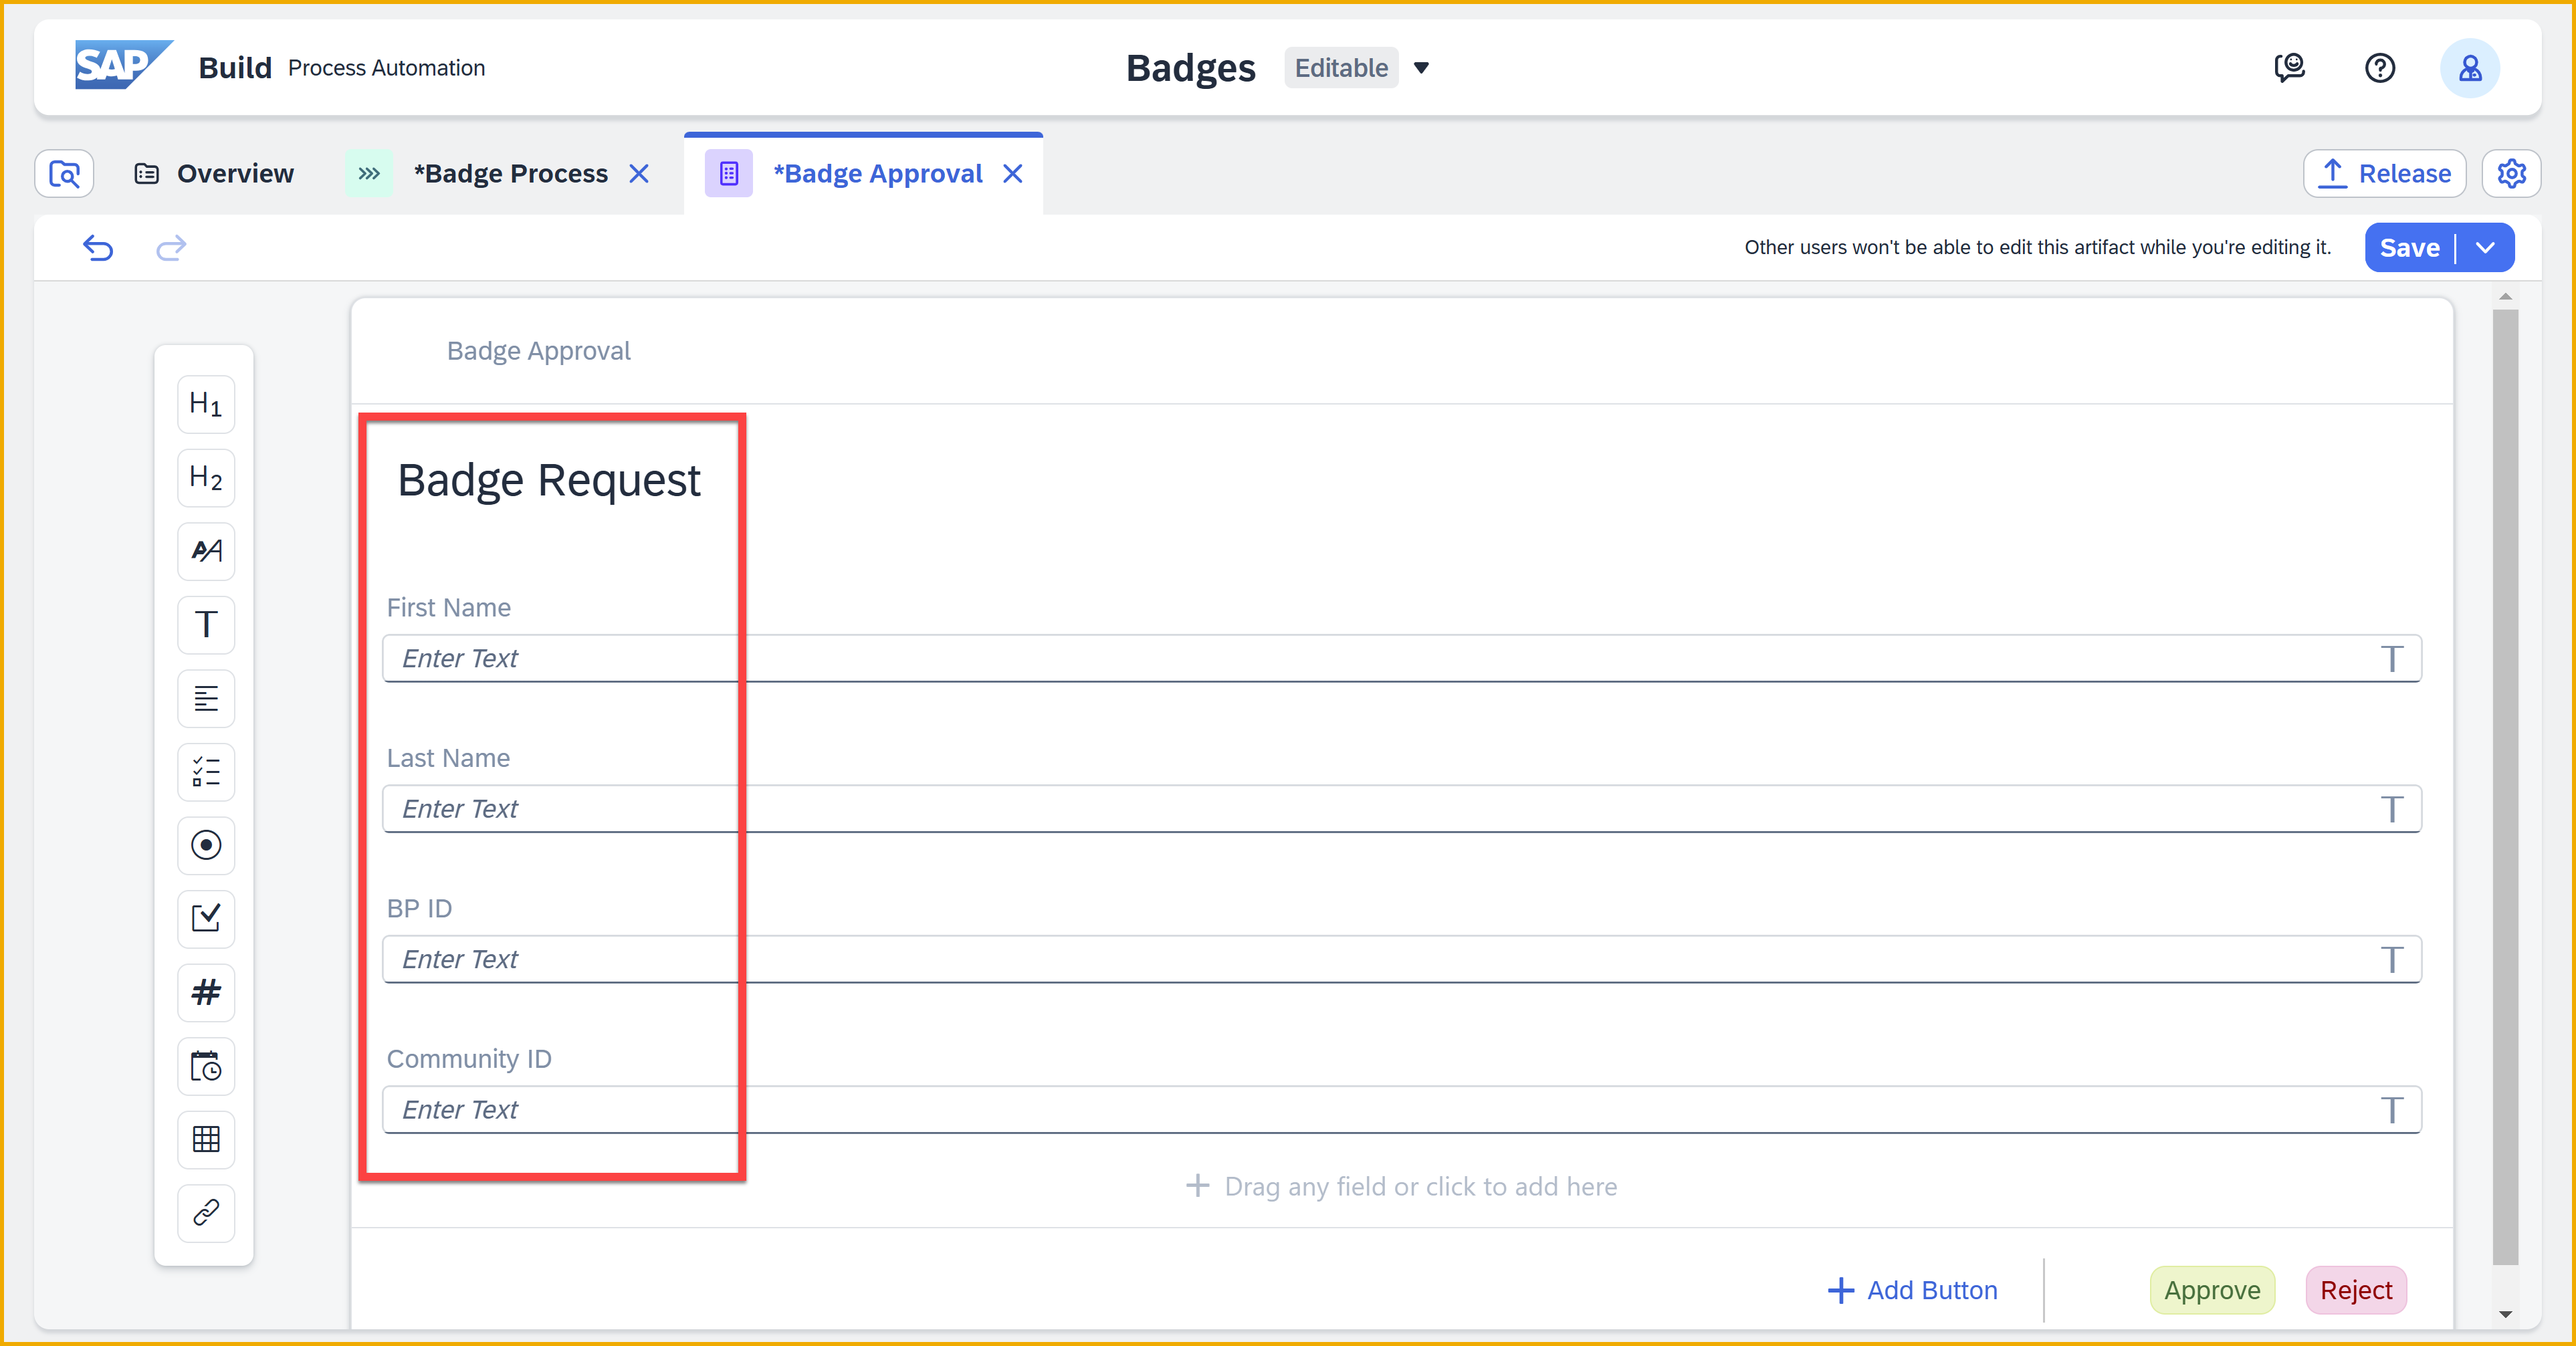 SAP Build Process Automation
Badges Editable
Overview
*Badge Process
*Badge Approval
Release
Other users won't be able to edit this artifact while you're editing it.
Save
Badge Approval
H1
H2
AA
T
#
Badge Request
First Name
Enter Text T
Last Name
Enter Text T
BP ID
Enter Text T
Community ID
Enter Text T
+ Drag any field or click to add here
+ Add Button
Approve
Reject